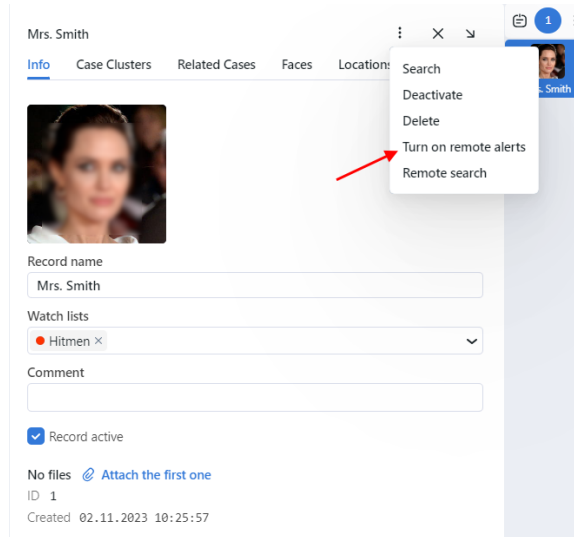 Mrs. Smith
1
Info Case Clusters Related Cases Faces Locations
Search
Deactivate
Delete
Turn on remote alerts
Remote search
Smith
Record name
Mrs. Smith
Watch lists
Hitmen ×
Comment
Record active
No files Attach the first one
ID 1
Created 02.11.2023 10:25:57